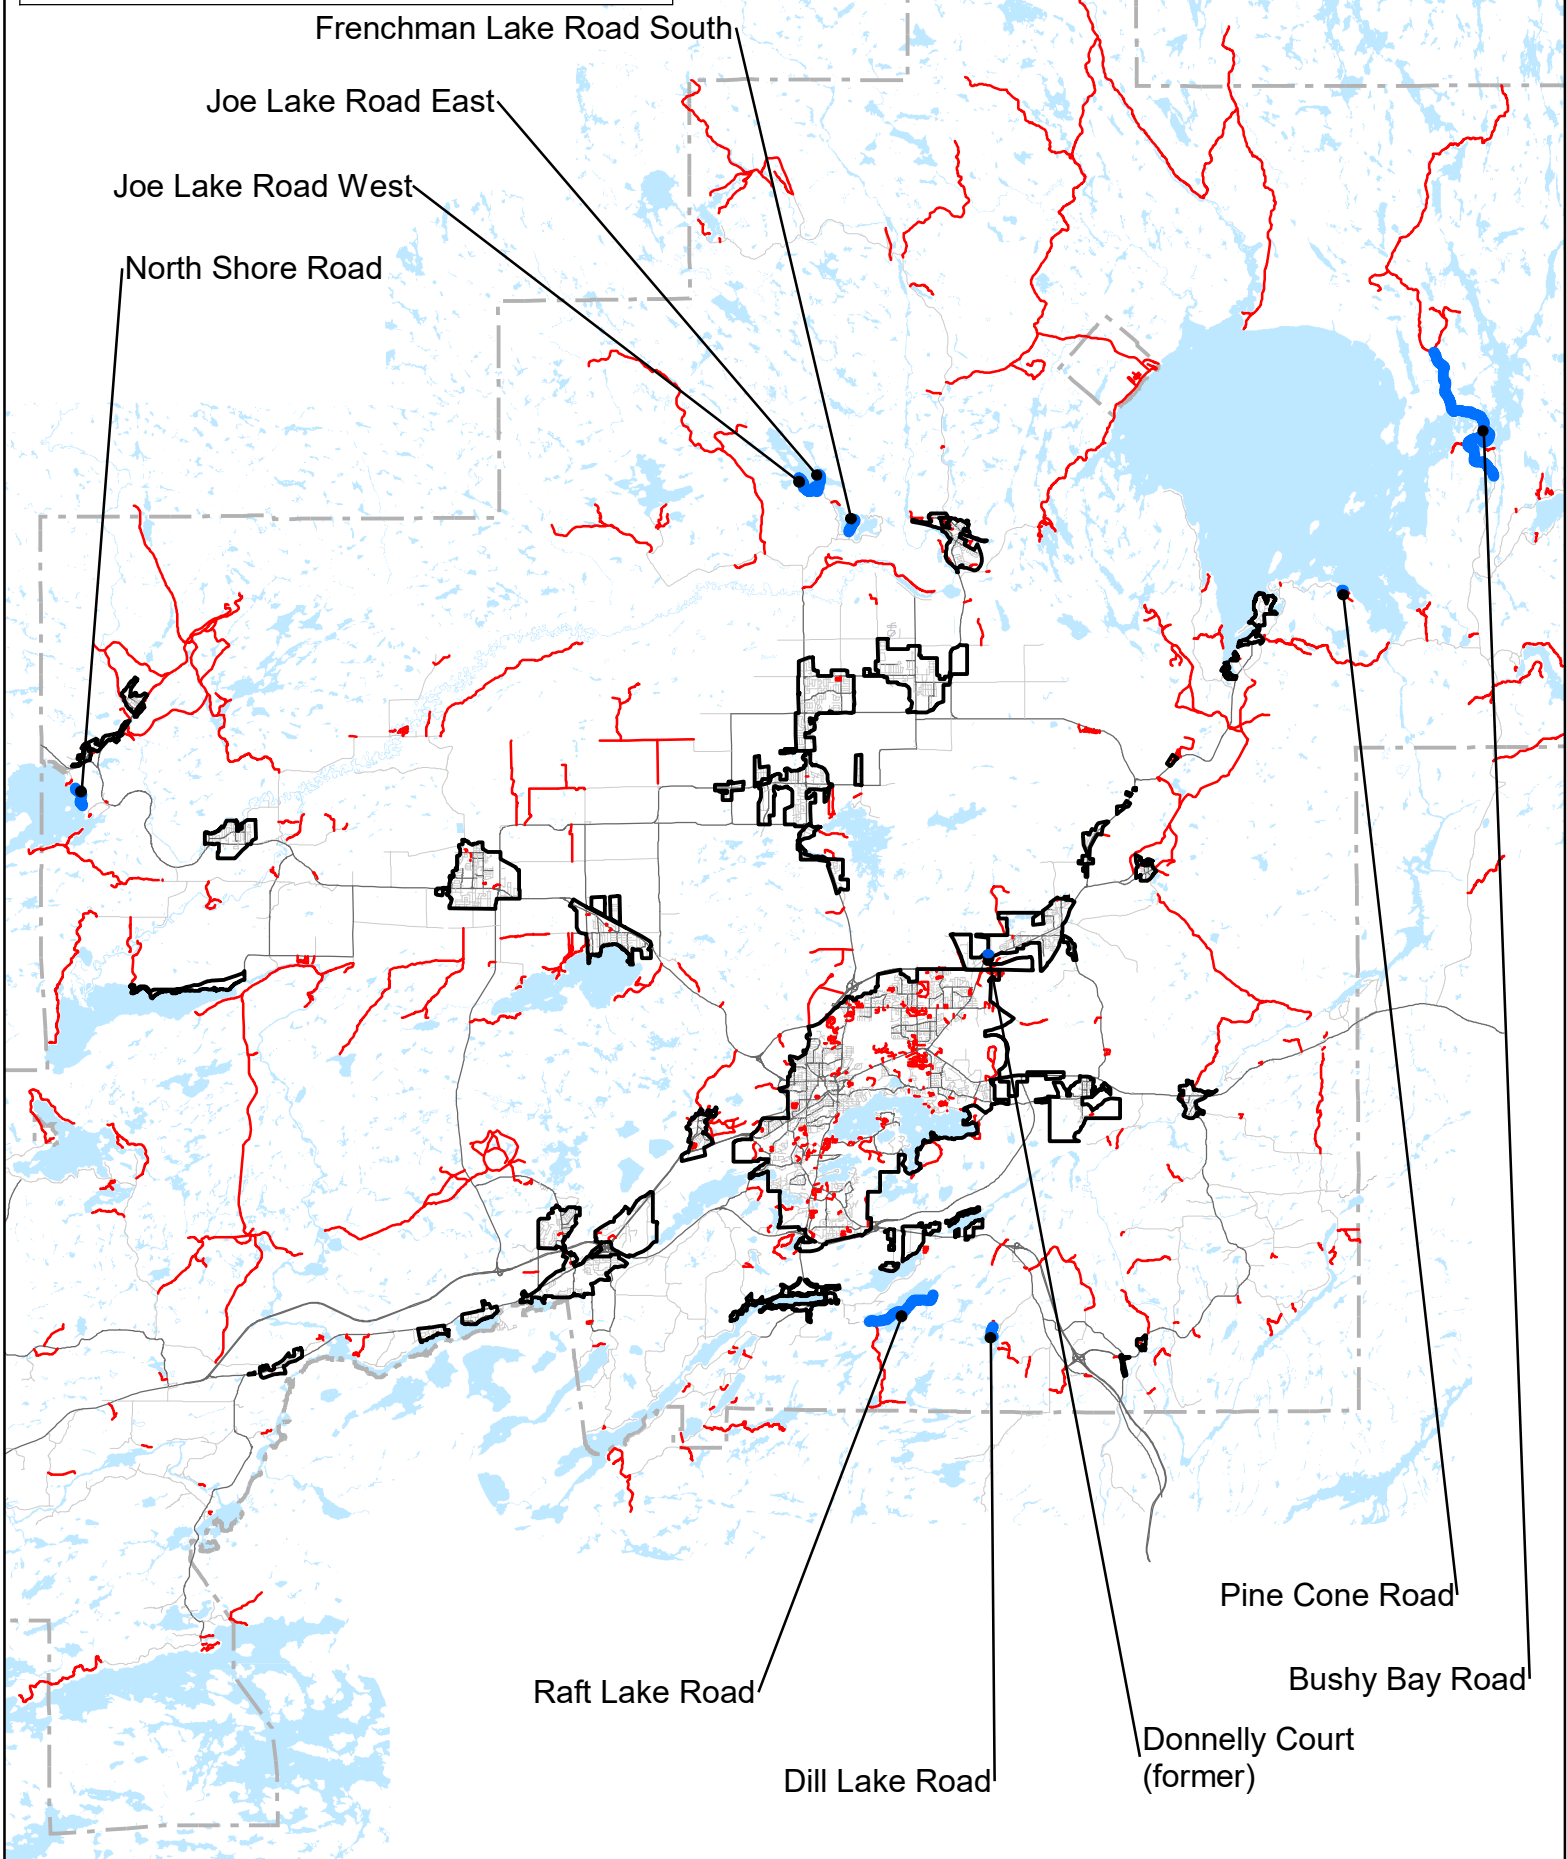 Frenchman Lake Road South
Joe Lake Road East
Joe Lake Road West
North Shore Road
Pine Cone Road
Bushy Bay Road
Raft Lake Road
Donnelly Court
(former)
Dill Lake Road